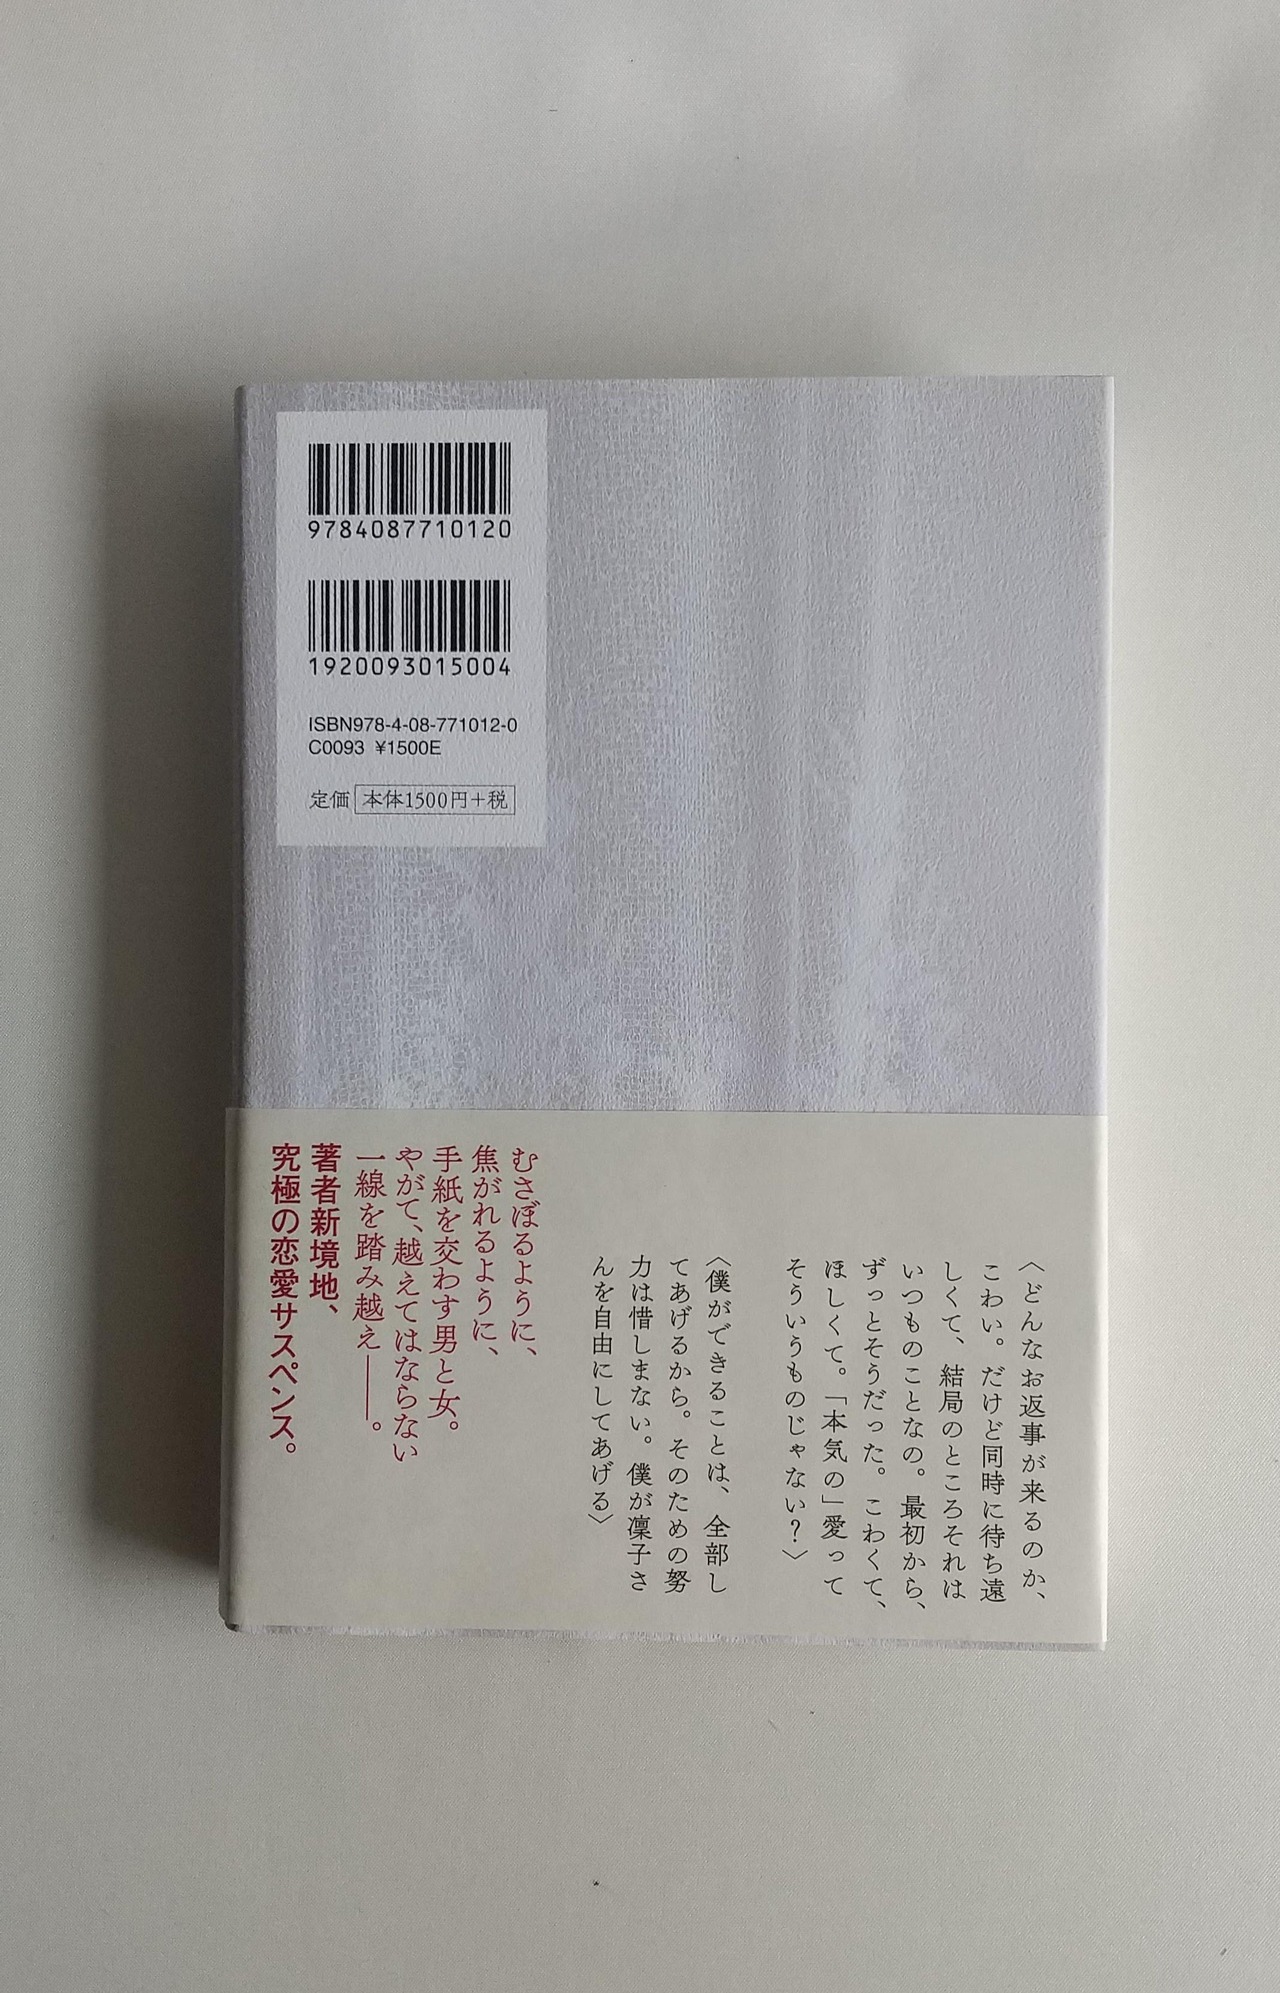 9784087710120
1920093015004
ISBN978-4-08-771012-0
C0093 ¥1500E
定価 本体1500円+税
〈どんなお返事が来るのか、
こわい。だけど同時に待ち遠
しくて、結局のところそれは
いつものことなの。最初から、
ずっとそうだった。こわくて、
ほしくて。「本気の」愛って
そういうものじゃない?〉
〈僕ができることは、全部し
てあげるから。そのための努
力は惜しまない。僕が凜子さ
んを自由にしてあげる〉
むさぼるように、
焦がれるように、
手紙を交わす男と女。
やがて、越えてはならない
一線を踏み越え――。
著者新境地、
究極の恋愛サスペンス。